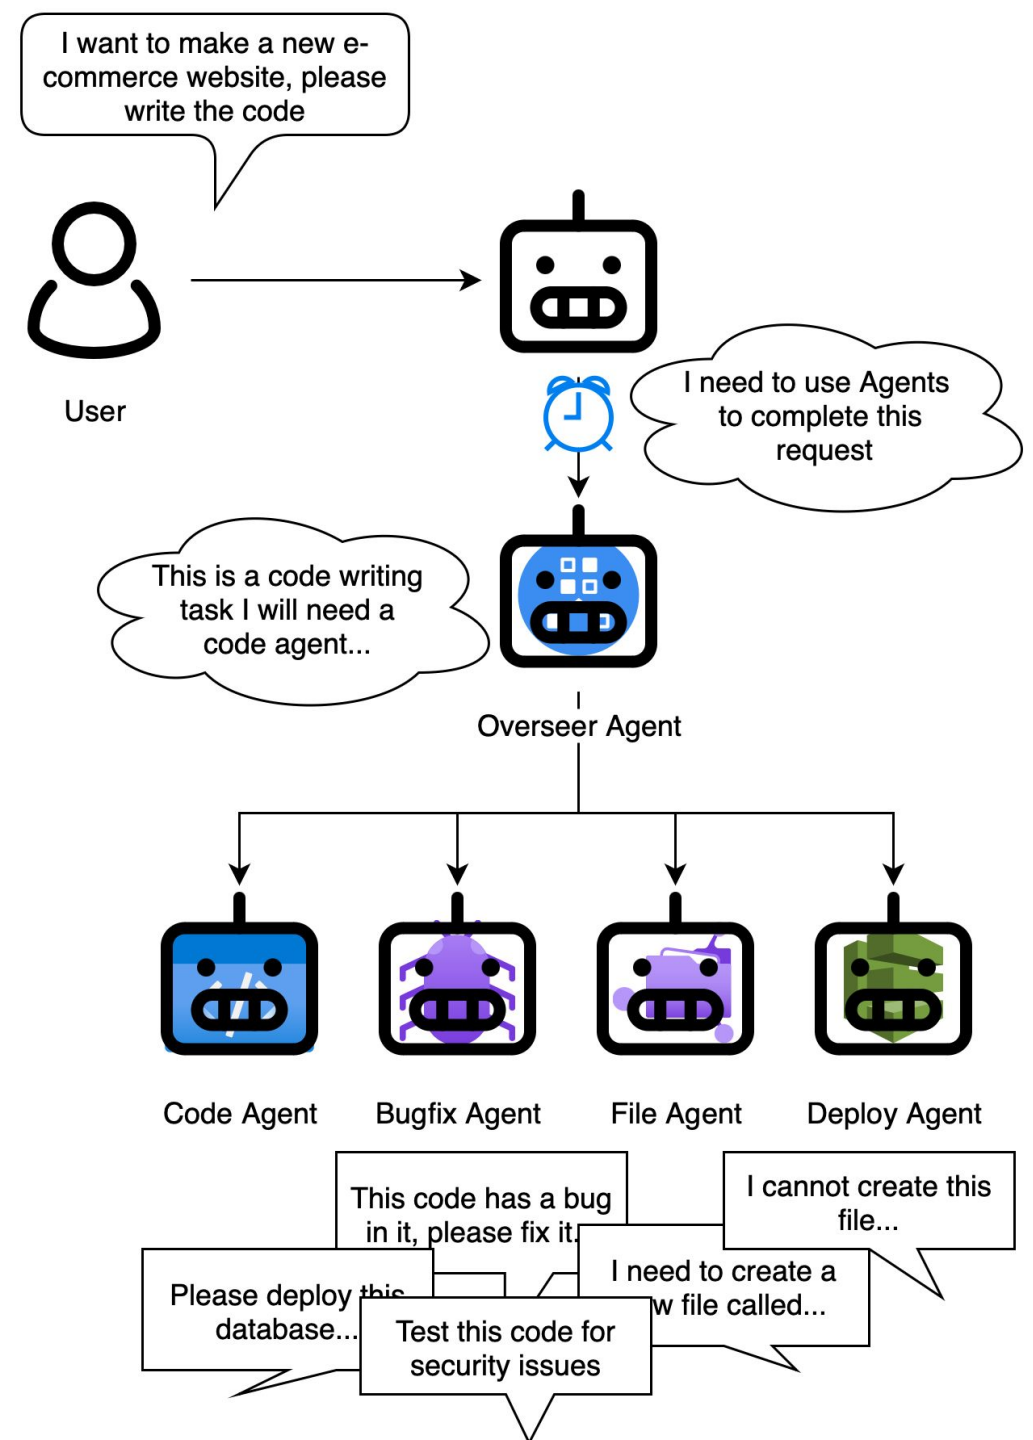 I want to make a new e-
commerce website, please
write the code
User
I need to use Agents
to complete this
request
This is a code writing
task I will need a
code agent...
Overseer Agent
Code Agent
Bugfix Agent
File Agent
Deploy Agent
This code has a bug
in it, please fix it.
I cannot create this
file...
Please deploy this
database...
I need to create a
file called...
Test this code for
security issues